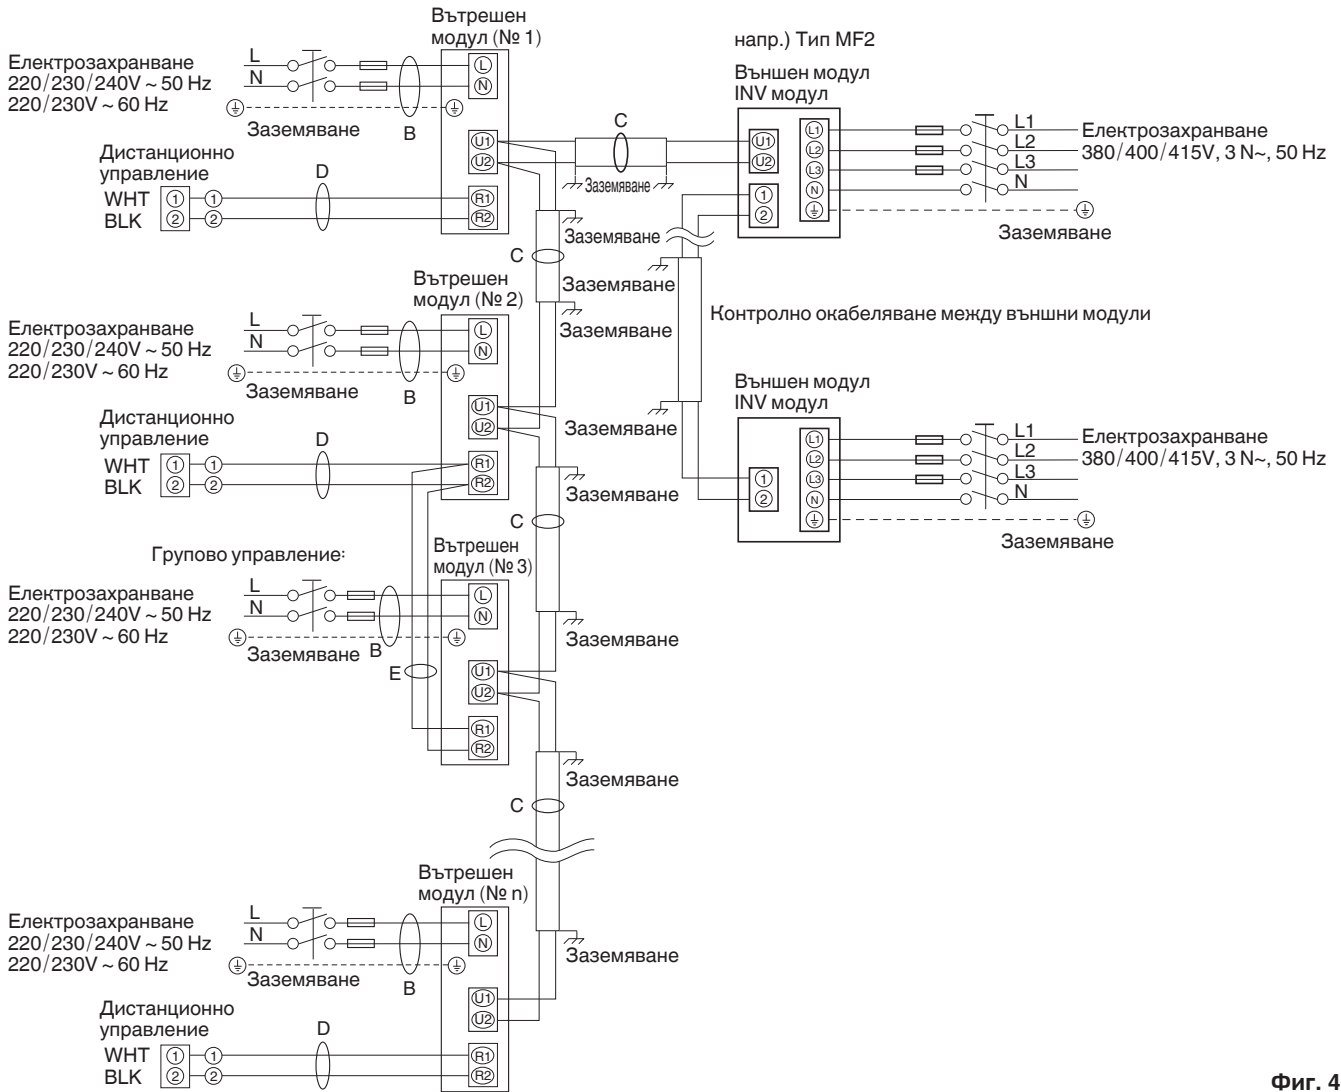 Вътрешен
модул (№ 1)
Електрозахранване
220/230/240V ~ 50 Hz
220/230V ~ 60 Hz
L
N
Заземяване
B
L
N
U1
U2
R1
R2
Дистанционно
управление
WHT
BLK
1
2
1
2
D
C
Заземяване
напр.) Тип MF2
Външен модул
INV модул
U1
U2
1
2
L1
L2
L3
N
L1
L2
L3
N
Електрозахранване
380/400/415V, 3 N~, 50 Hz
Заземяване
Заземяване
C
Заземяване
Заземяване
Контролно окабеляване между външни модули
Заземяване
Вътрешен
модул (№ 2)
Електрозахранване
220/230/240V ~ 50 Hz
220/230V ~ 60 Hz
L
N
Заземяване
B
L
N
U1
U2
R1
R2
Дистанционно
управление
WHT
BLK
1
2
1
2
D
Заземяване
C
Външен модул
INV модул
1
2
L1
L2
L3
N
L1
L2
L3
N
Електрозахранване
380/400/415V, 3 N~, 50 Hz
Заземяване
Групово управление:
Вътрешен
модул (№ 3)
Електрозахранване
220/230/240V ~ 50 Hz
220/230V ~ 60 Hz
L
N
Заземяване
B
E
L
N
U1
U2
R1
R2
Заземяване
Заземяване
C
Вътрешен
модул (№ n)
Електрозахранване
220/230/240V ~ 50 Hz
220/230V ~ 60 Hz
L
N
Заземяване
B
L
N
U1
U2
R1
R2
Заземяване
Дистанционно
управление
WHT
BLK
1
2
1
2
D
Фиг. 4